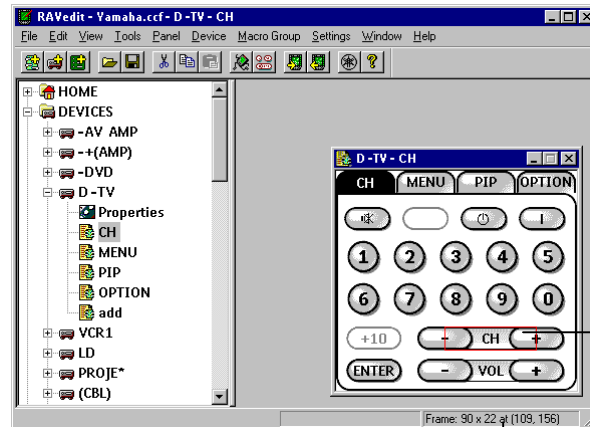 RAVedit - Yamaha.ccf - D -TV - CH
File Edit View Tools Panel Device Macro Group Settings Window Help
HOME
DEVICES
-AV AMP
-+(AMP)
-DVD
D -TV
Properties
CH
MENU
PIP
OPTION
add
VCR1
LD
PROJE*
(CBL)
D -TV - CH
CH MENU PIP OPTION
I
1 2 3 4 5
6 7 8 9 0
+10 - CH +
ENTER - VOL +
Frame: 90 x 22 at (109, 156)